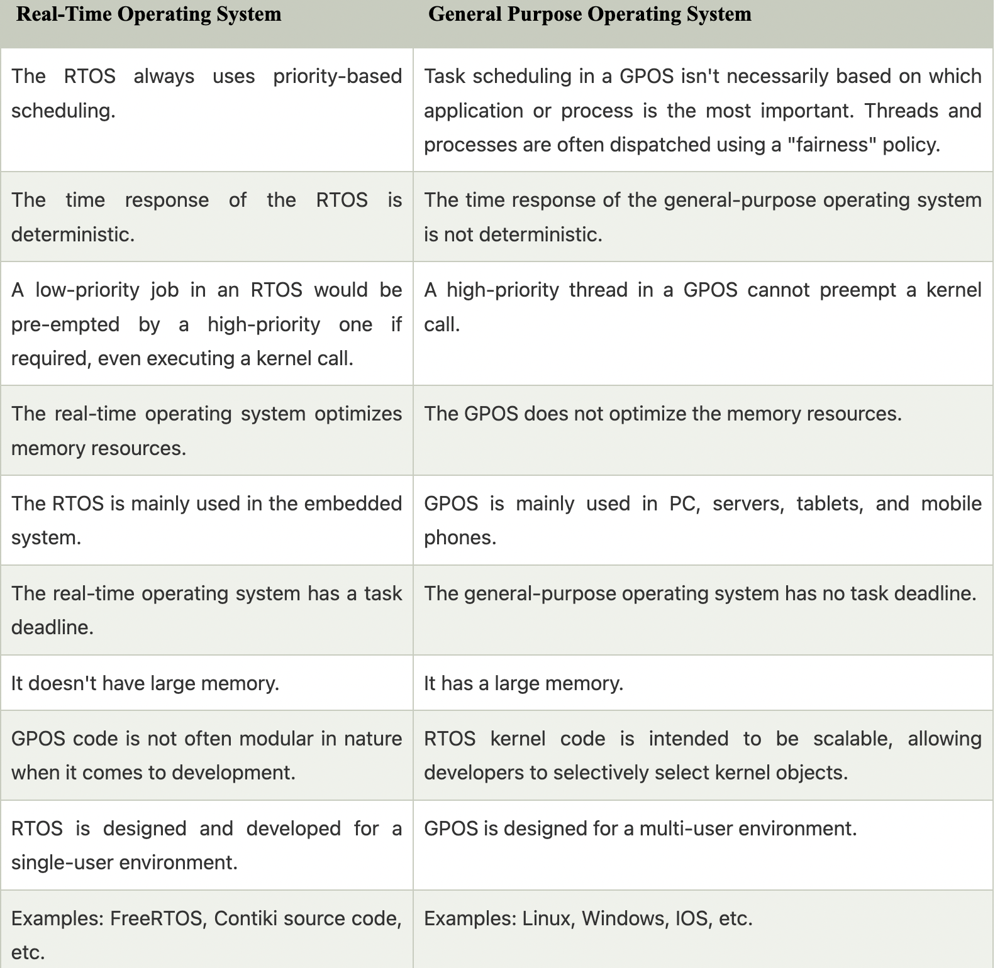 Real-Time Operating System
General Purpose Operating System
The RTOS always uses priority-based
scheduling.
Task scheduling in a GPOS isn't necessarily based on which
application or process is the most important. Threads and
processes are often dispatched using a "fairness" policy.
The time response of the RTOS is
deterministic.
The time response of the general-purpose operating system
is not deterministic.
A low-priority job in an RTOS would be
pre-empted by a high-priority one if
required, even executing a kernel call.
A high-priority thread in a GPOS cannot preempt a kernel
call.
The real-time operating system optimizes
memory resources.
The GPOS does not optimize the memory resources.
The RTOS is mainly used in the embedded
system.
GPOS is mainly used in PC, servers, tablets, and mobile
phones.
The real-time operating system has a task
deadline.
The general-purpose operating system has no task deadline.
It doesn't have large memory.
It has a large memory.
GPOS code is not often modular in nature
when it comes to development.
RTOS kernel code is intended to be scalable, allowing
developers to selectively select kernel objects.
RTOS is designed and developed for a
single-user environment.
GPOS is designed for a multi-user environment.
Examples: FreeRTOS, Contiki source code,
etc.
Examples: Linux, Windows, IOS, etc.